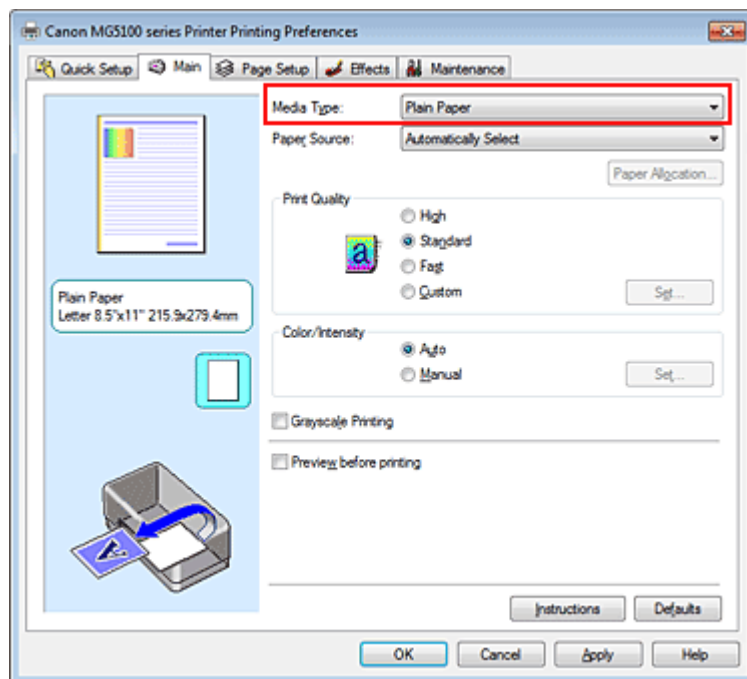 Canon MG5100 series Printer Printing Preferences
Quick Setup Main Page Setup Effects Maintenance
Media Type: Plain Paper
Paper Source: Automatically Select
Paper Allocation...
Print Quality
High
a
Standard
Fast
Custom Set...
Plain Paper
Letter 8.5"x11" 215.9x279.4mm
Color/Intensity
Auto
Manual Set...
Grayscale Printing
Preview before printing
A
Instructions Defaults
OK Cancel Apply Help